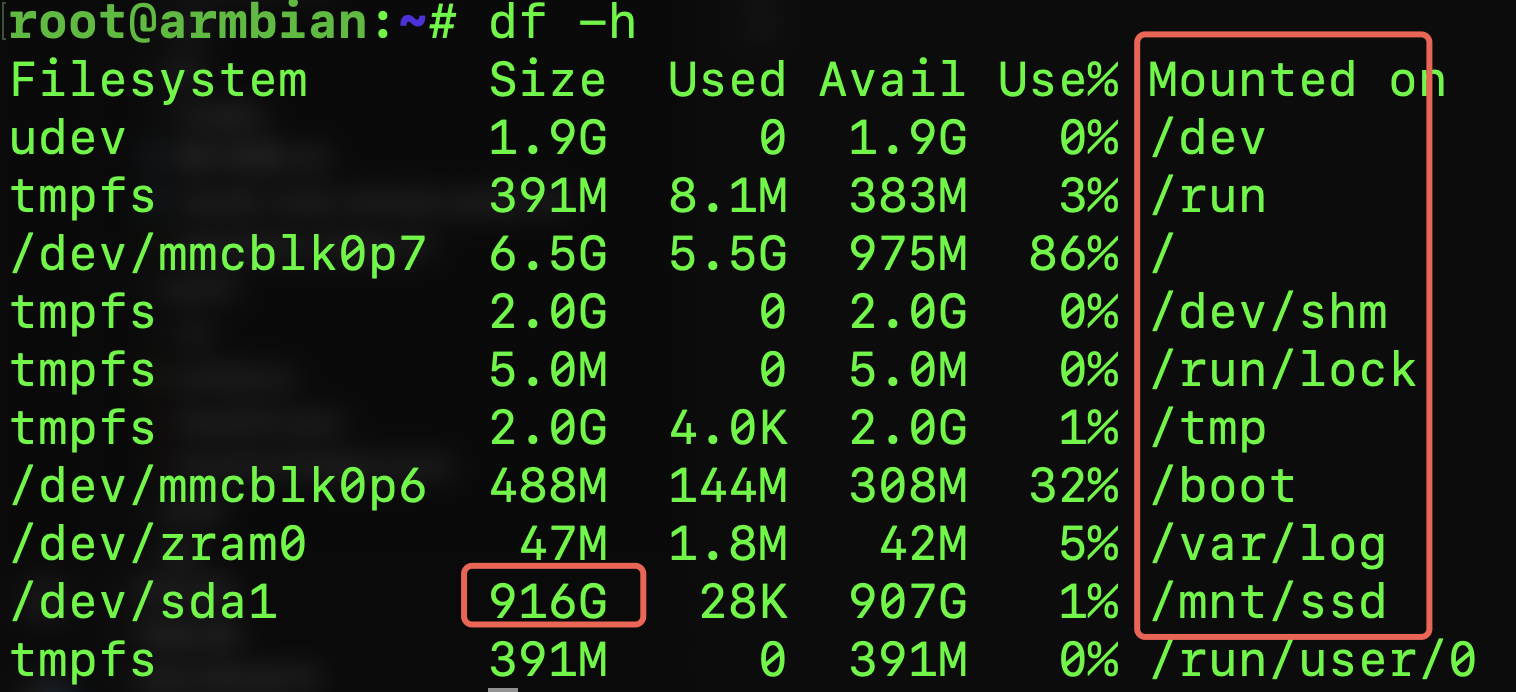 root@armbian:~# df -h
Filesystem Size Used Avail Use% Mounted on
udev 1.9G 0 1.9G 0% /dev
tmpfs 391M 8.1M 383M 3% /run
/dev/mmcblk0p7 6.5G 5.5G 975M 86% /
tmpfs 2.0G 0 2.0G 0% /dev/shm
tmpfs 5.0M 0 5.0M 0% /run/lock
tmpfs 2.0G 4.0K 2.0G 1% /tmp
/dev/mmcblk0p6 488M 144M 308M 32% /boot
/dev/zram0 47M 1.8M 42M 5% /var/log
/dev/sda1 916G 28K 907G 1% /mnt/ssd
tmpfs 391M 0 391M 0% /run/user/0